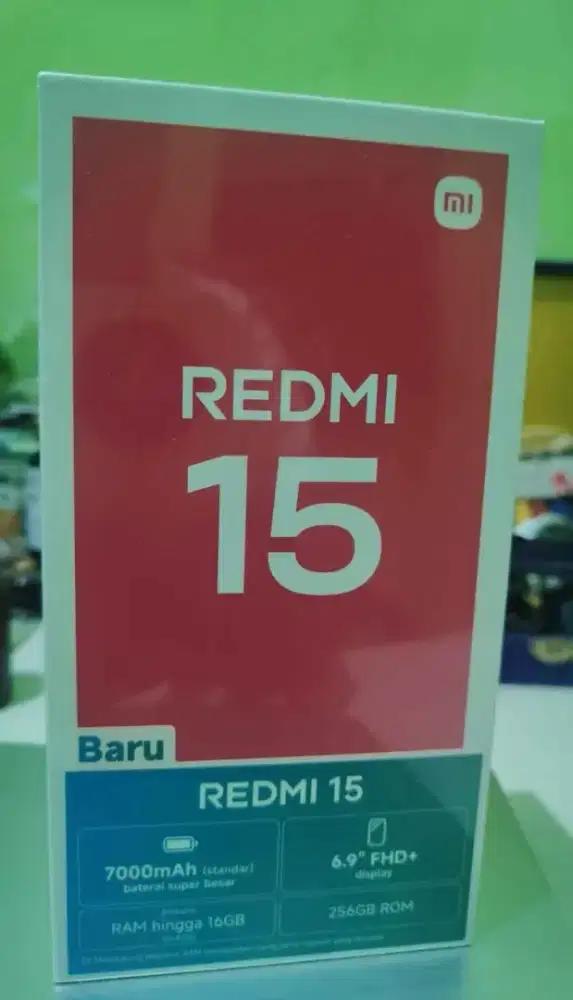 mi
REDMI
15
Baru
REDMI 15
7000mAh (standar)
baterai super besar
6.9" FHD+
display
RAM hingga 16GB
256GB ROM